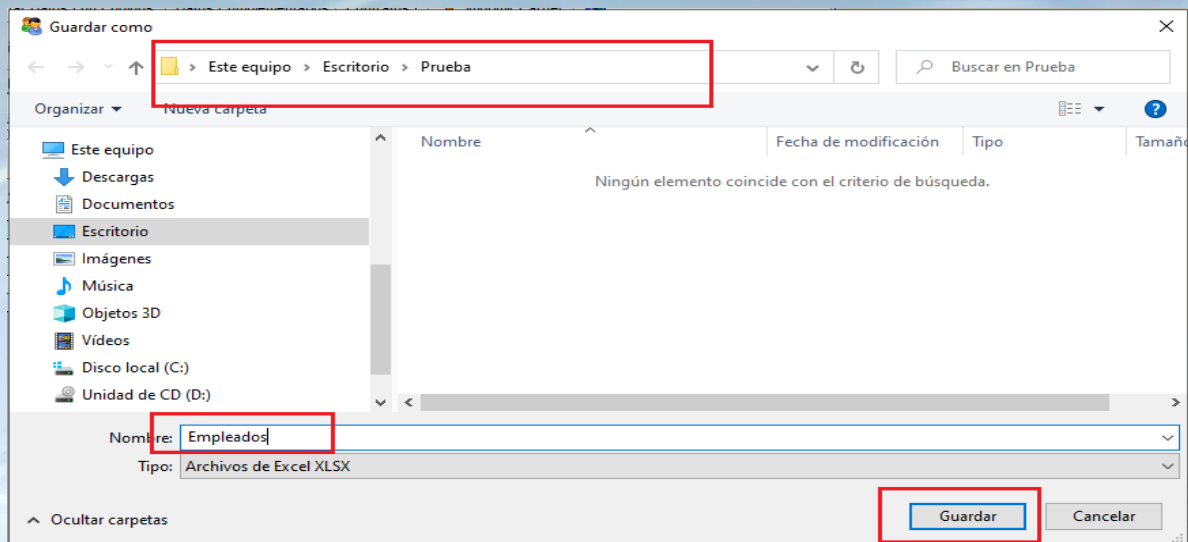 Guardar como
Este equipo > Escritorio > Prueba
Buscar en Prueba
Organizar
Nueva carpeta
Nombre Fecha de modificación Tipo Tamaño
Ningún elemento coincide con el criterio de búsqueda.
Este equipo
Descargas
Documentos
Escritorio
Imágenes
Música
Objetos 3D
Vídeos
Disco local (C:)
Unidad de CD (D:)
Nombre: Empleados
Tipo: Archivos de Excel XLSX
Ocultar carpetas
Guardar Cancelar